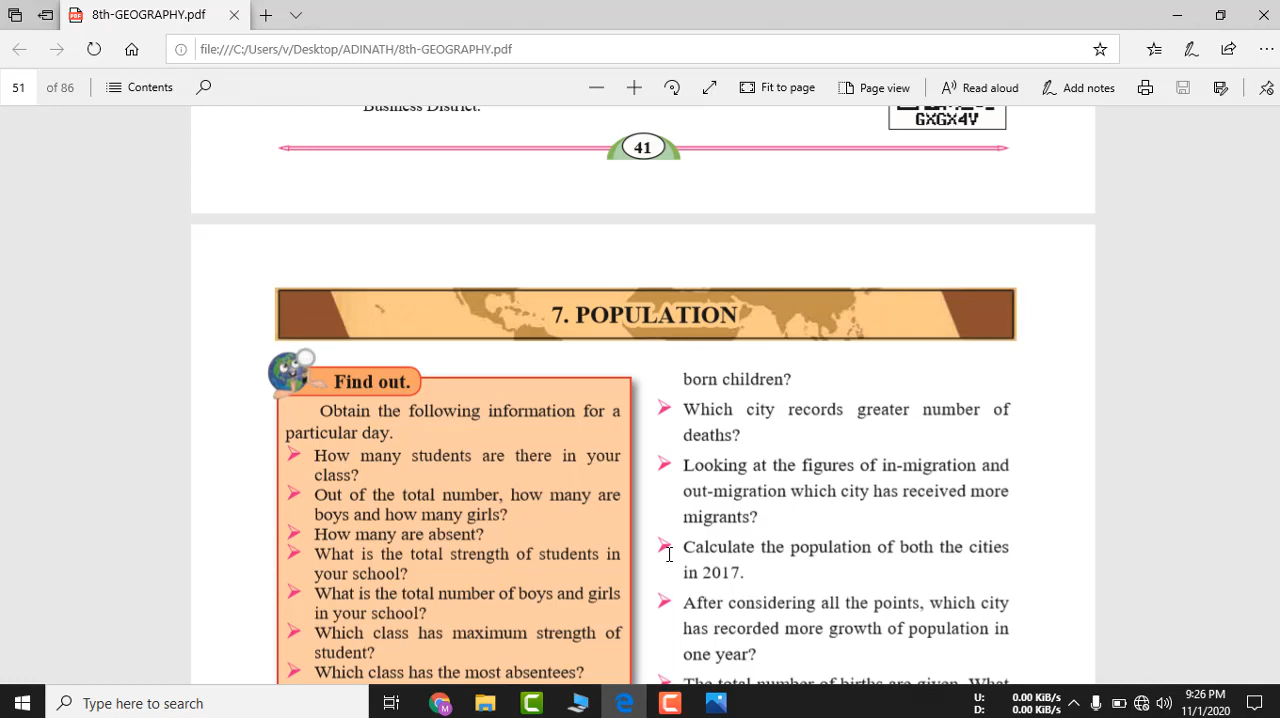 8th-GEOGRAPHY.pdf
file:///C:/Users/v/Desktop/ADINATH/8th-GEOGRAPHY.pdf
51 of 86 Contents Fit to page Page view Read aloud Add notes
Business District.
GXGX4V
41
7. POPULATION
Find out.
Obtain the following information for a
particular day.
How many students are there in your
class?
Out of the total number, how many are
boys and how many girls?
How many are absent?
What is the total strength of students in
your school?
What is the total number of boys and girls
in your school?
Which class has maximum strength of
student?
Which class has the most absentees?
born children?
Which city records greater number of
deaths?
Looking at the figures of in-migration and
out-migration which city has received more
migrants?
Calculate the population of both the cities
in 2017.
After considering all the points, which city
has recorded more growth of population in
one year?
The total number of births are given. What
Type here to search
U: 0.00 KiB/s
D: 0.00 KiB/s
9:26 PM
11/1/2020